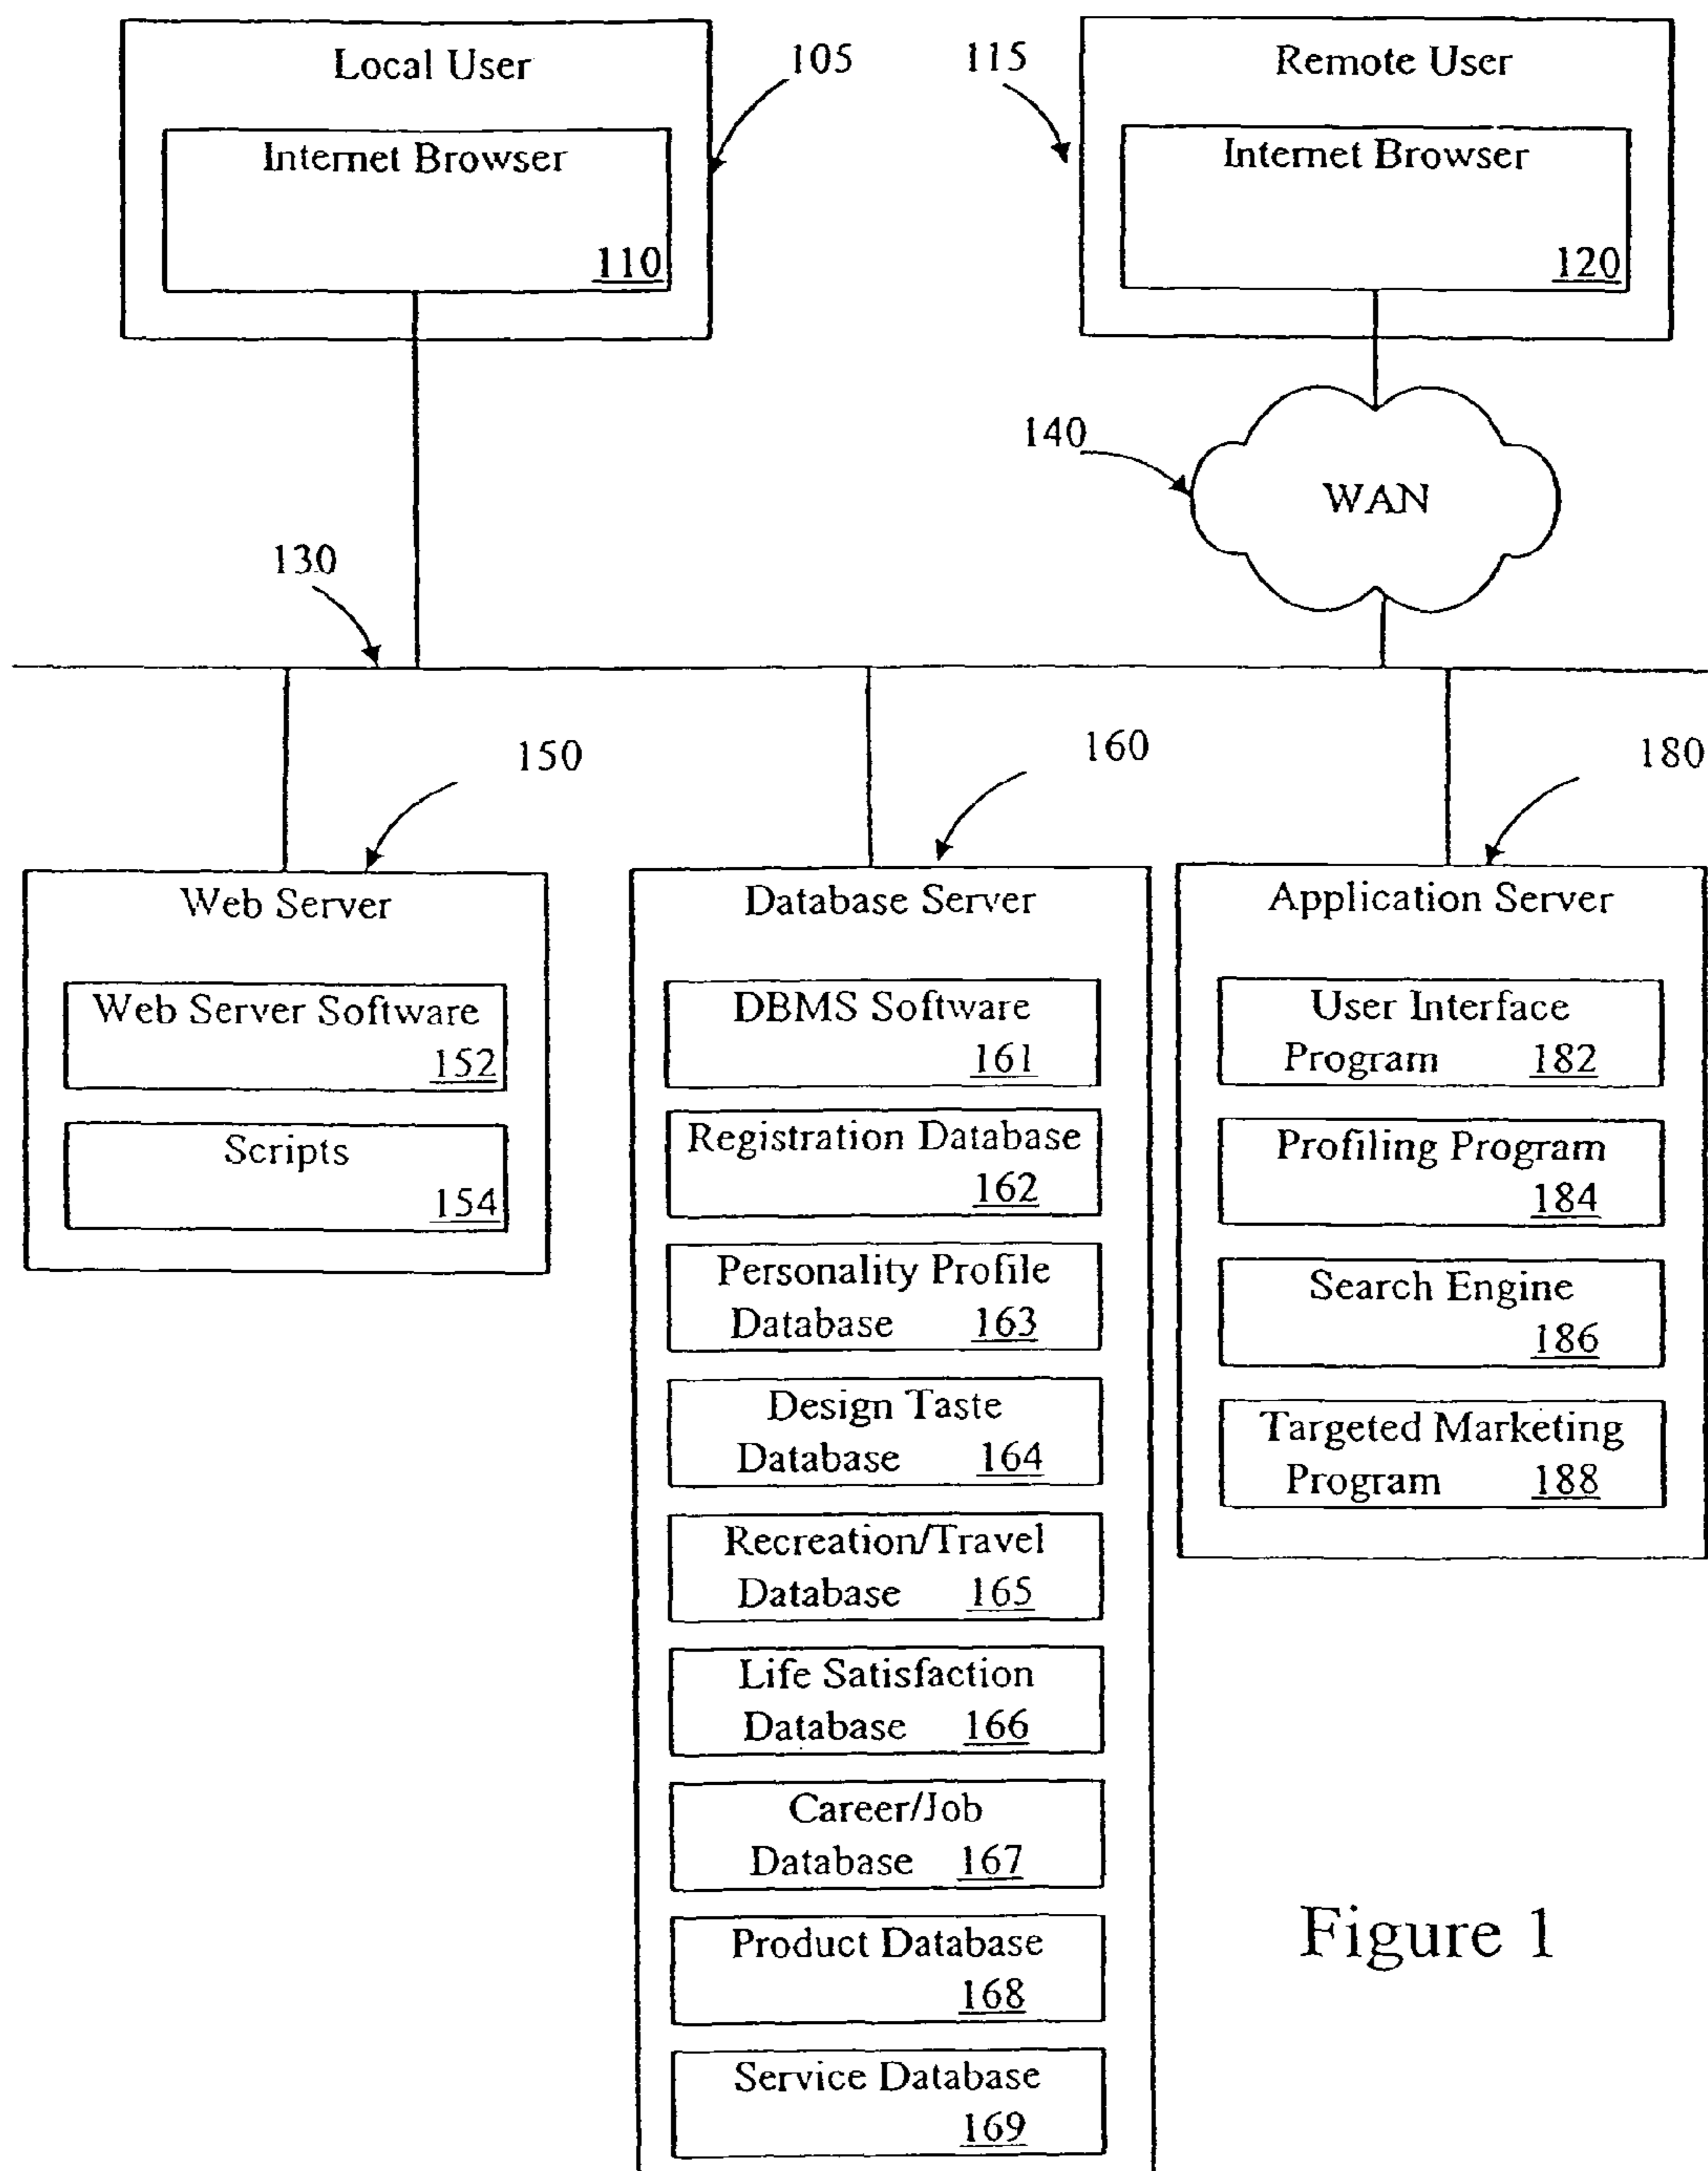 Local User
105
115
Remote User
Internet Browser
110
Internet Browser
120
140
WAN
130
150
160
180
Web Server
Web Server Software
152
Scripts
154
Database Server
DBMS Software
161
Registration Database
162
Personality Profile
Database 163
Design Taste
Database 164
Recreation/Travel
Database 165
Life Satisfaction
Database 166
Career/Job
Database 167
Product Database
168
Service Database
169
Application Server
User Interface
Program 182
Profiling Program
184
Search Engine
186
Targeted Marketing
Program 188
Figure 1